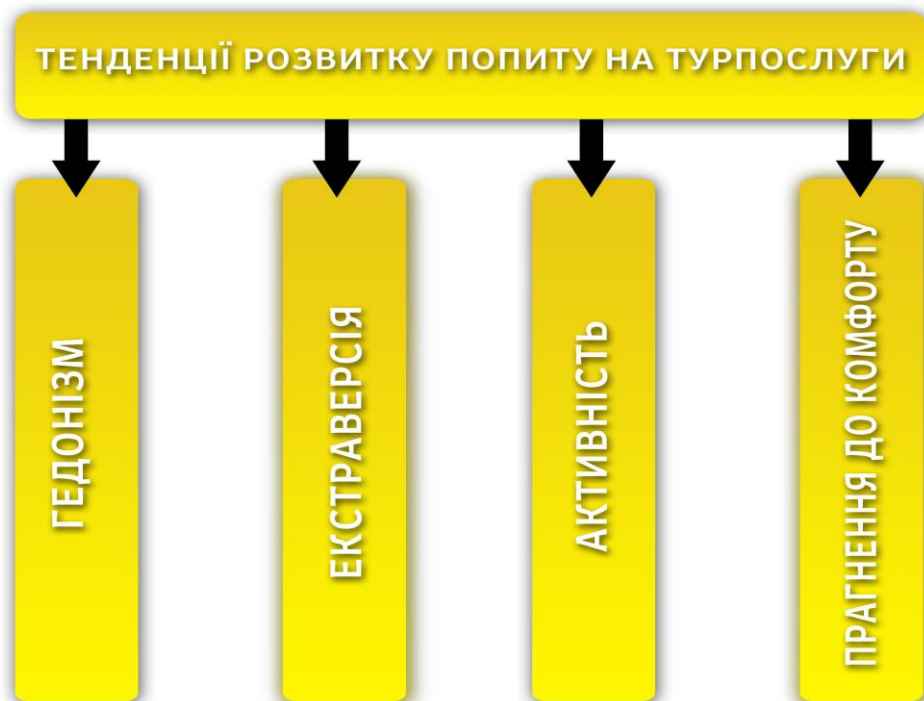 ТЕНДЕНЦІЇ РОЗВИТКУ ПОПИТУ НА ТУРПОСЛУГИ
ГЕДОНІЗМ
ЕКСТРАВЕРСІЯ
АКТИВНІСТЬ
ПРАГНЕННЯ ДО КОМФОРТУ